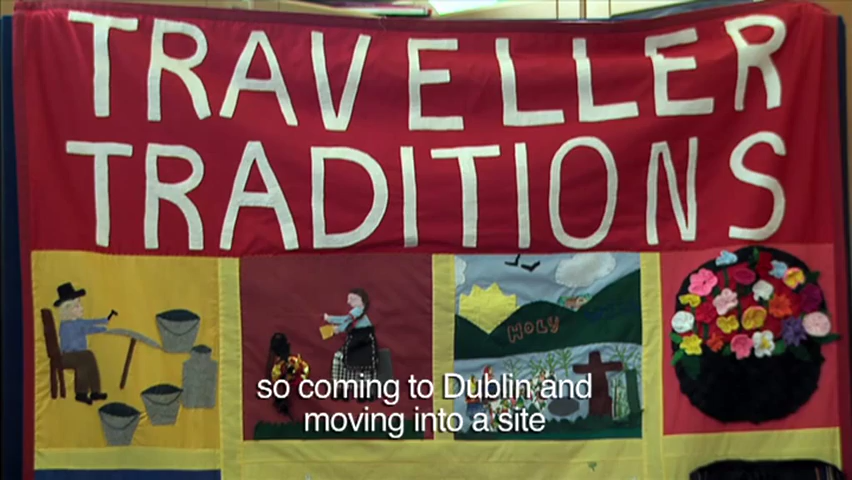 TRAVELLER
TRADITIONS
HOLY
so coming to Dublin and
moving into a site